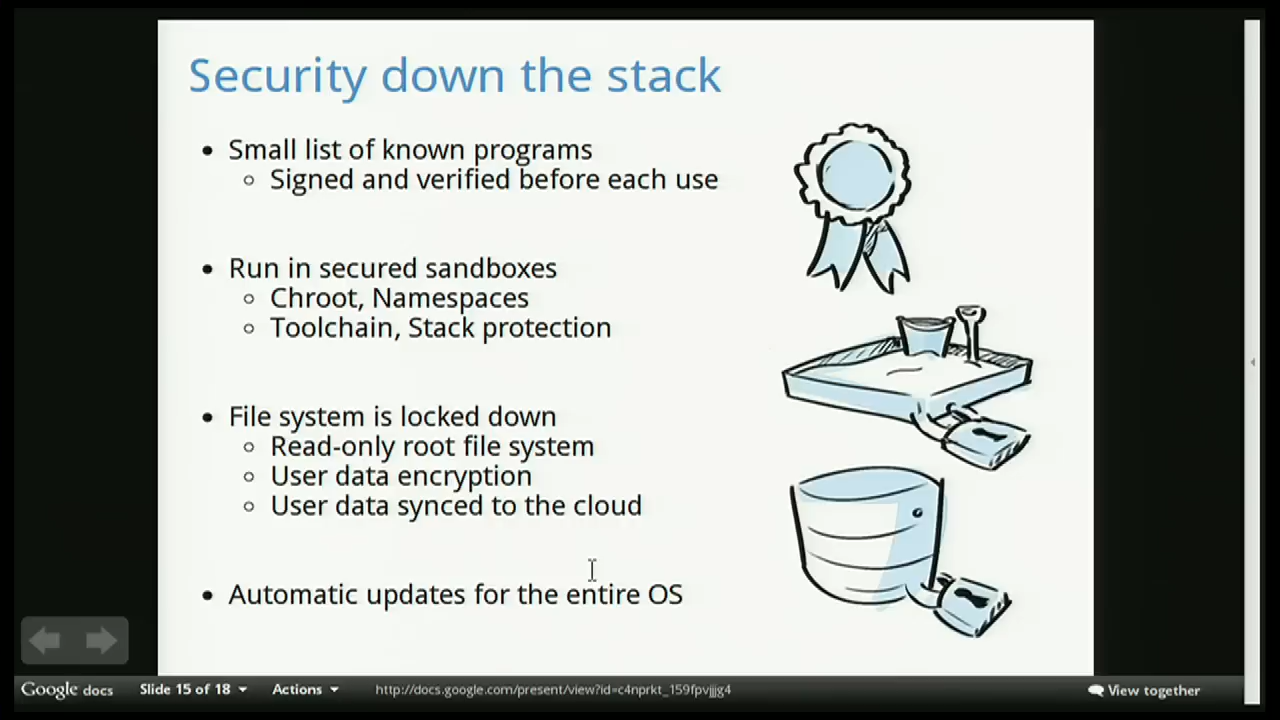 Security down the stack
• Small list of known programs
○ Signed and verified before each use
• Run in secured sandboxes
○ Chroot, Namespaces
○ Toolchain, Stack protection
• File system is locked down
○ Read-only root file system
○ User data encryption
○ User data synced to the cloud
• Automatic updates for the entire OS
Google docs Slide 15 of 18 Actions http://docs.google.com/present/view?id=c4nprkt_159fpvjjjg4 View together